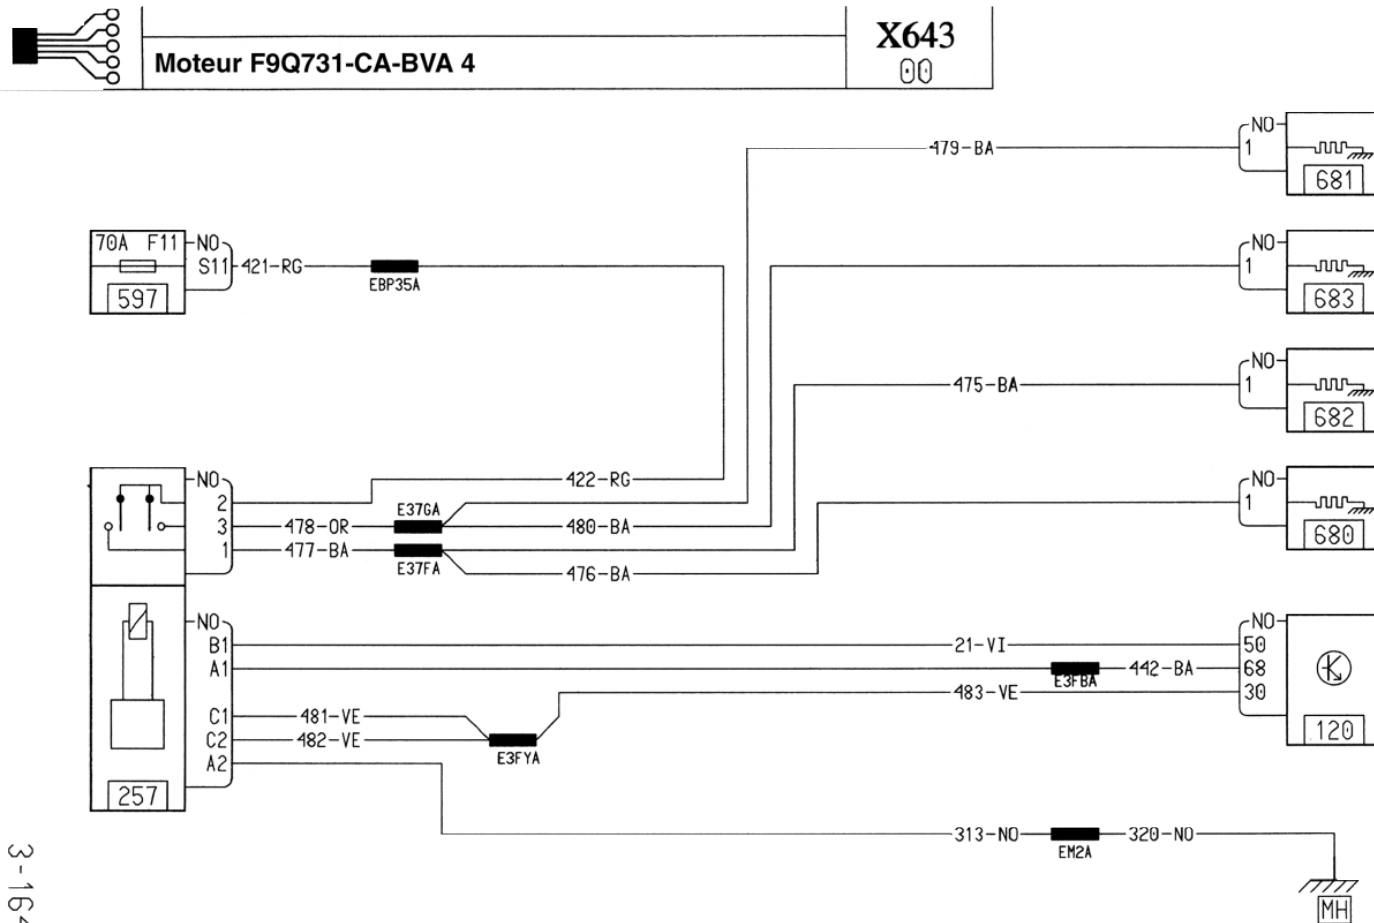 X643
Moteur F9Q731-CA-BVA 4
00
479-BA
NO
1
681
70A F11
NO
S11
421-RG
EBP35A
597
NO
1
683
475-BA
NO
1
682
NO
2
422-RG
E37GA
3
478-OR
480-BA
1
477-BA
E37FA
476-BA
NO
1
680
NO
B1
21-VI
NO
50
A1
E3FBA
442-BA
68
483-VE
30
C1
481-VE
C2
482-VE
E3FYA
A2
120
257
313-NO
EM2A
320-NO
MH
3-164